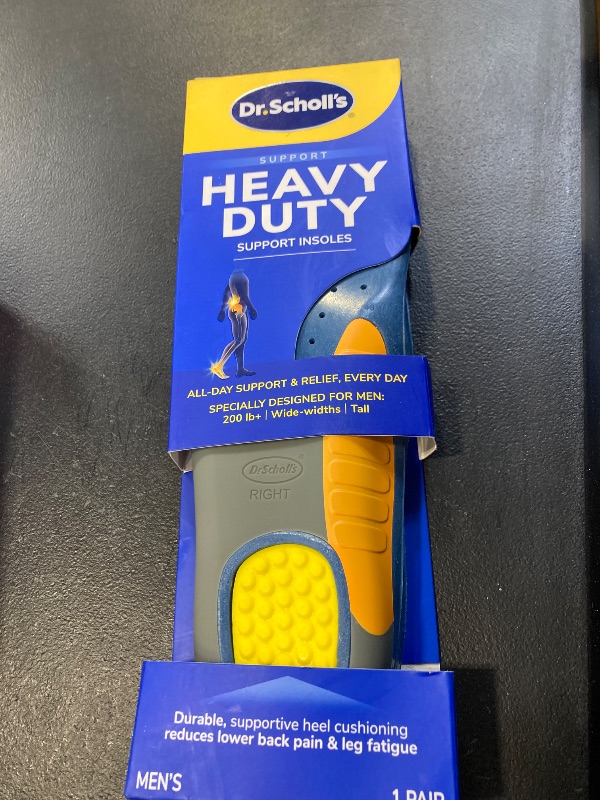 Dr.Scholl's®
SUPPORT
HEAVY
DUTY
SUPPORT INSOLES
ALL-DAY SUPPORT & RELIEF, EVERY DAY
SPECIALLY DESIGNED FOR MEN:
200 lb+ | Wide-widths | Tall
Dr.Scholl's®
RIGHT
Durable, supportive heel cushioning
reduces lower back pain & leg fatigue
MEN'S
1 PAIR